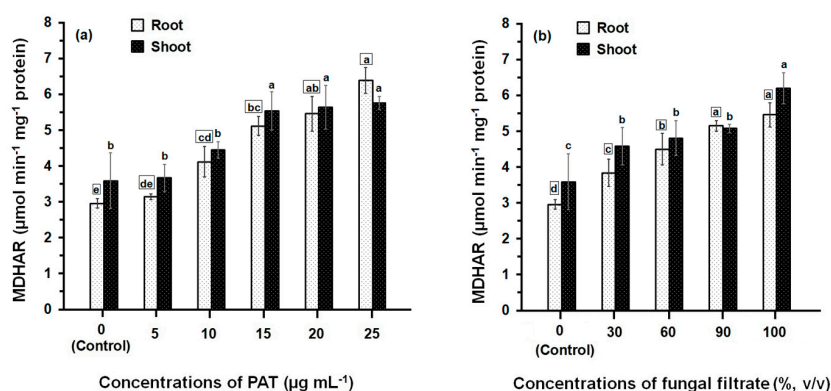 (a)
Root
Shoot
MDHAR (µmol min⁻¹ mg⁻¹ protein)
8
7
6
5
4
3
2
1
0
e b
de b
cd b
bc a
ab a
a a
0 5 10 15 20 25
(Control)
Concentrations of PAT (µg mL⁻¹)
(b)
Root
Shoot
MDHAR (µmol min⁻¹ mg⁻¹ protein)
8
7
6
5
4
3
2
1
0
d c
c b
b b
a b
a a
0 30 60 90 100
(Control)
Concentrations of fungal filtrate (%, v/v)